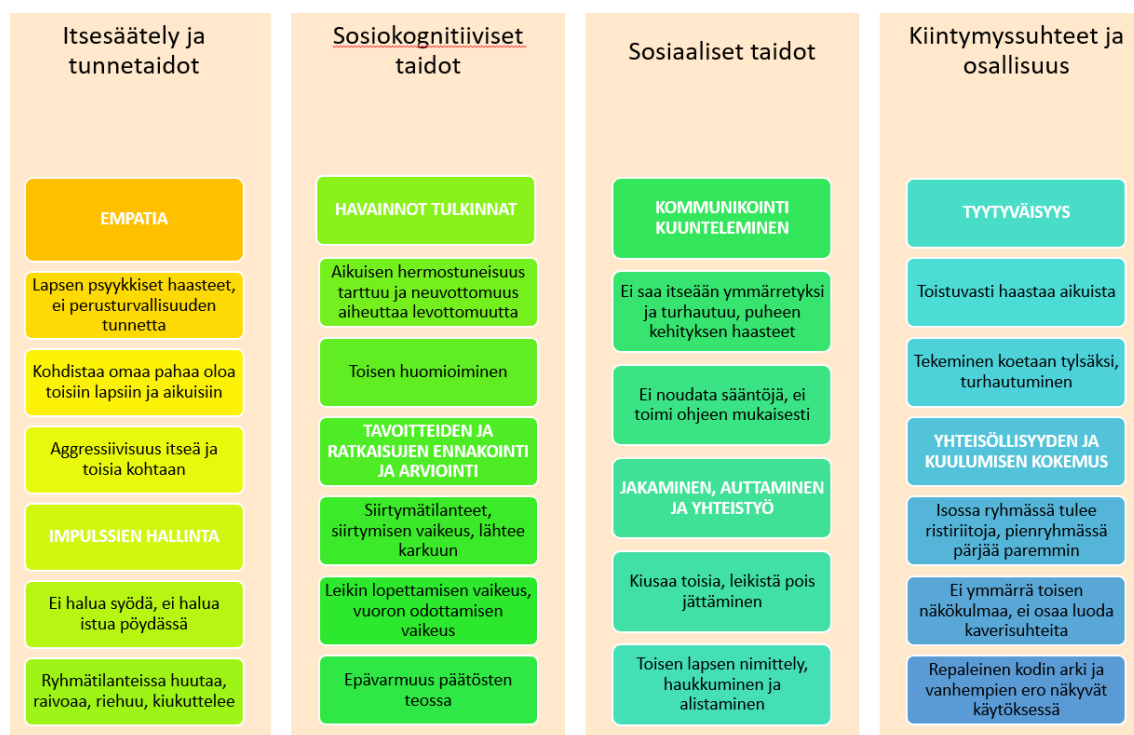 Itsesäätely ja
tunnetaidot
EMPATIA
Lapsen psyykkiset haasteet,
ei perusturvallisuuden
tunnetta
Kohdistaa omaa pahaa oloa
toisiin lapsiin ja aikuisiin
Aggressiivisuus itseä ja
toisia kohtaan
IMPULSSIEN HALLINTA
Ei halua syödä, ei halua
istua pöydässä
Ryhmätilanteissa huutaa,
raivoaa, riehuu, kiukuttelee
Sosiokognitiiviset
taidot
HAVAINNOT TULKINNAT
Aikuisen hermostuneisuus
tarttuu ja neuvottomuus
aiheuttaa levottomuutta
Toisen huomioiminen
TAVOITTEIDEN JA
RATKAISUJEN ENNAKOINTI
JA ARVIOINTI
Siirtymätilanteet,
siirtymisen vaikeus, lähtee
karkuun
Leikin lopettamisen vaikeus,
vuoron odottamisen
vaikeus
Epävarmuus päätösten
teossa
Sosiaaliset taidot
KOMMUNIKOINTI
KUUNTELEMINEN
Ei saa itseään ymmärretyksi
ja turhautuu, puheen
kehityksen haasteet
Ei noudata sääntöjä, ei
toimi ohjeen mukaisesti
JAKAMINEN, AUTTAMINEN
JA YHTEISTYÖ
Kiusaa toisia, leikistä pois
jättäminen
Toisen lapsen nimittely,
haukkuminen ja
alistaminen
Kiintymyssuhteet ja
osallisuus
TYYTYVÄISYYS
Toistuvasti haastaa aikuista
Tekeminen koetaan tylsäksi,
turhautuminen
YHTEISÖLLISYYDEN JA
KUULUMISEN KOKEMUS
Isossa ryhmässä tulee
ristiriitoja, pienryhmässä
pärjää paremmin
Ei ymmärrä toisen
näkökulmaa, ei osaa luoda
kaverisuhteita
Repaleinen kodin arki ja
vanhempien ero näkyvät
käytöksessä